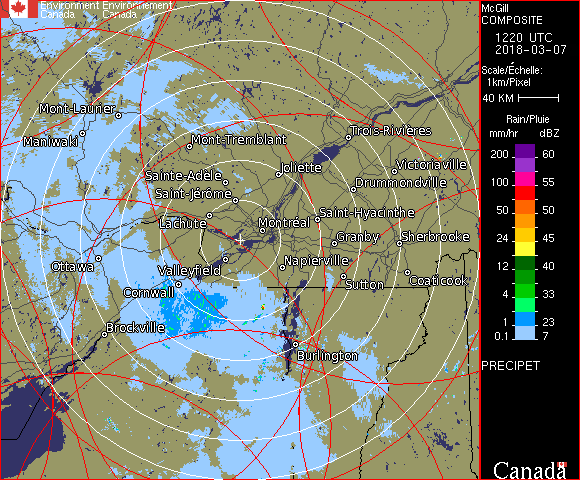 Environment Environnement
Canada Canada
McGill
COMPOSITE
1220 UTC
2018-03-07
Scale/Échelle:
1km/Pixel
40 KM
Rain/Pluie
mm/hr dBZ
200 60
150 57
100 55
50 50
24 45
12 40
4 33
1 23
0.1 7
PRECIPET
Canada
Mont-Laurier
Maniwaki
Mont-Tremblant
Trois-Rivières
Sainte-Adèle
Joliette
Victoriaville
Saint-Jérôme
Drummondville
Lachute
Montréal
Saint-Hyacinthe
Granby
Sherbrooke
Ottawa
Valleyfield
Napierville
Cornwall
Sutton
Coaticook
Brockville
Burlington